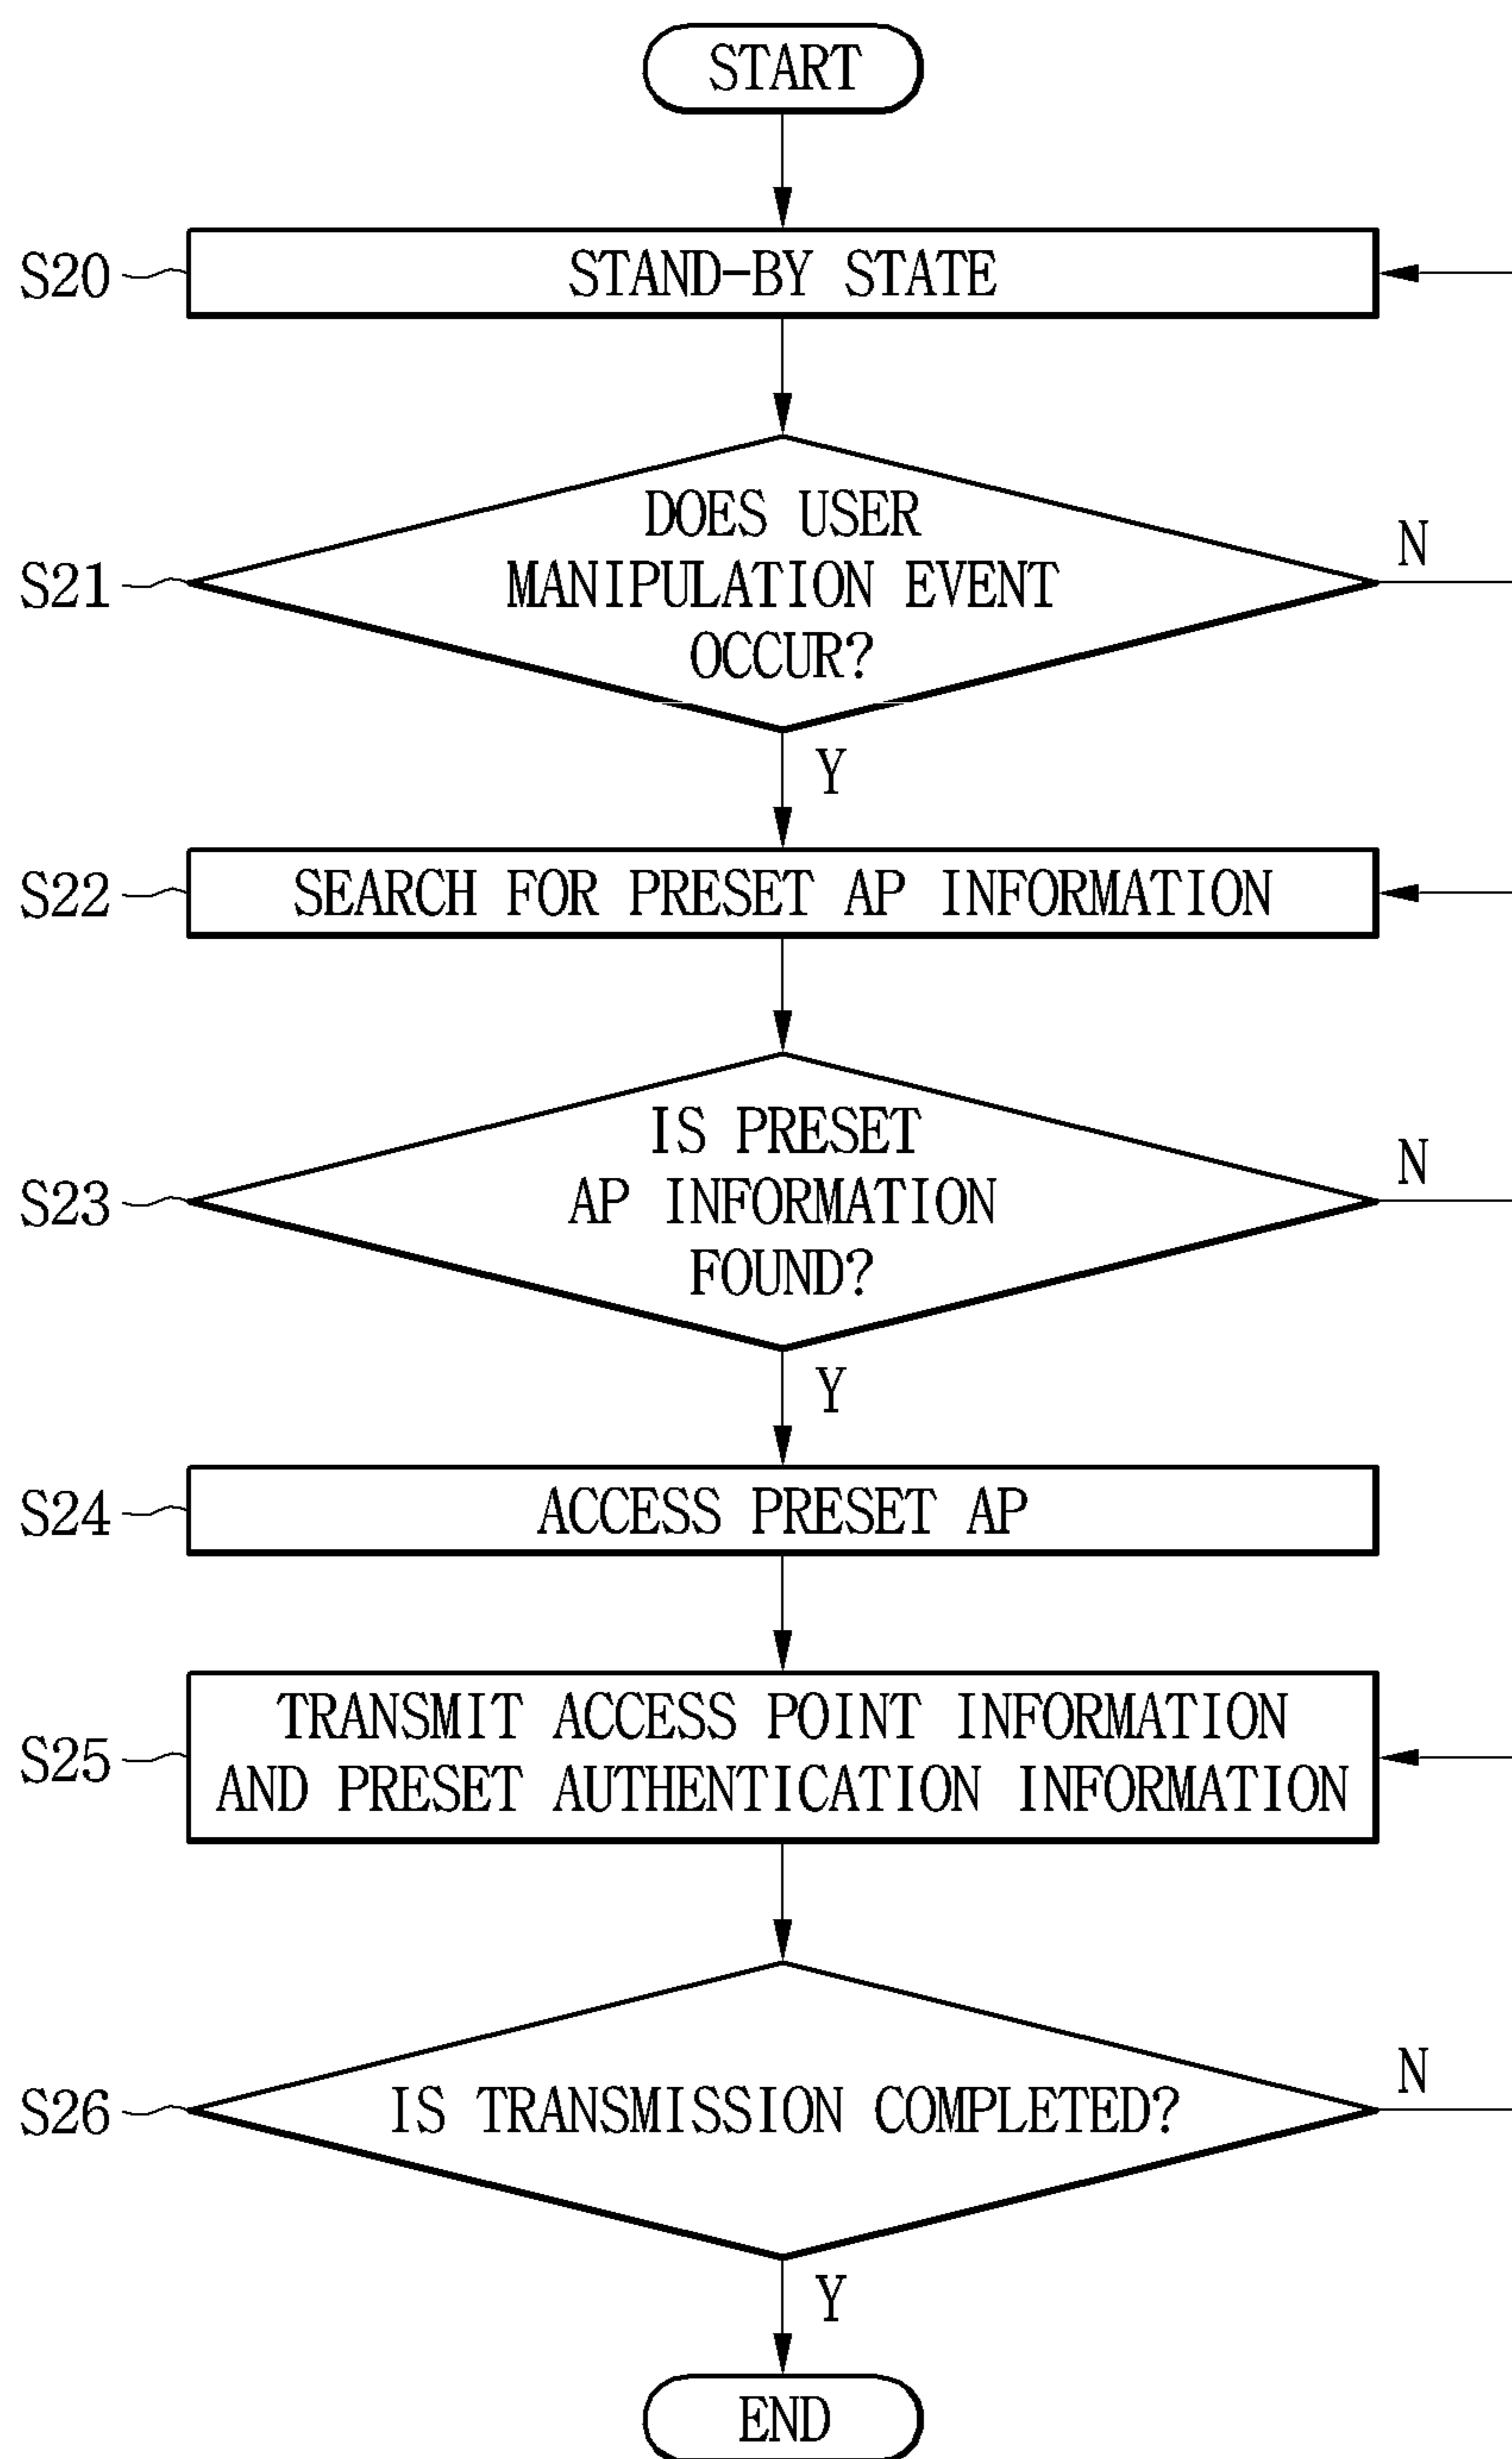 START
S20
STAND-BY STATE
S21
DOES USER
MANIPULATION EVENT
OCCUR?
N
Y
S22
SEARCH FOR PRESET AP INFORMATION
S23
IS PRESET
AP INFORMATION
FOUND?
N
Y
S24
ACCESS PRESET AP
S25
TRANSMIT ACCESS POINT INFORMATION
AND PRESET AUTHENTICATION INFORMATION
S26
IS TRANSMISSION COMPLETED?
N
Y
END